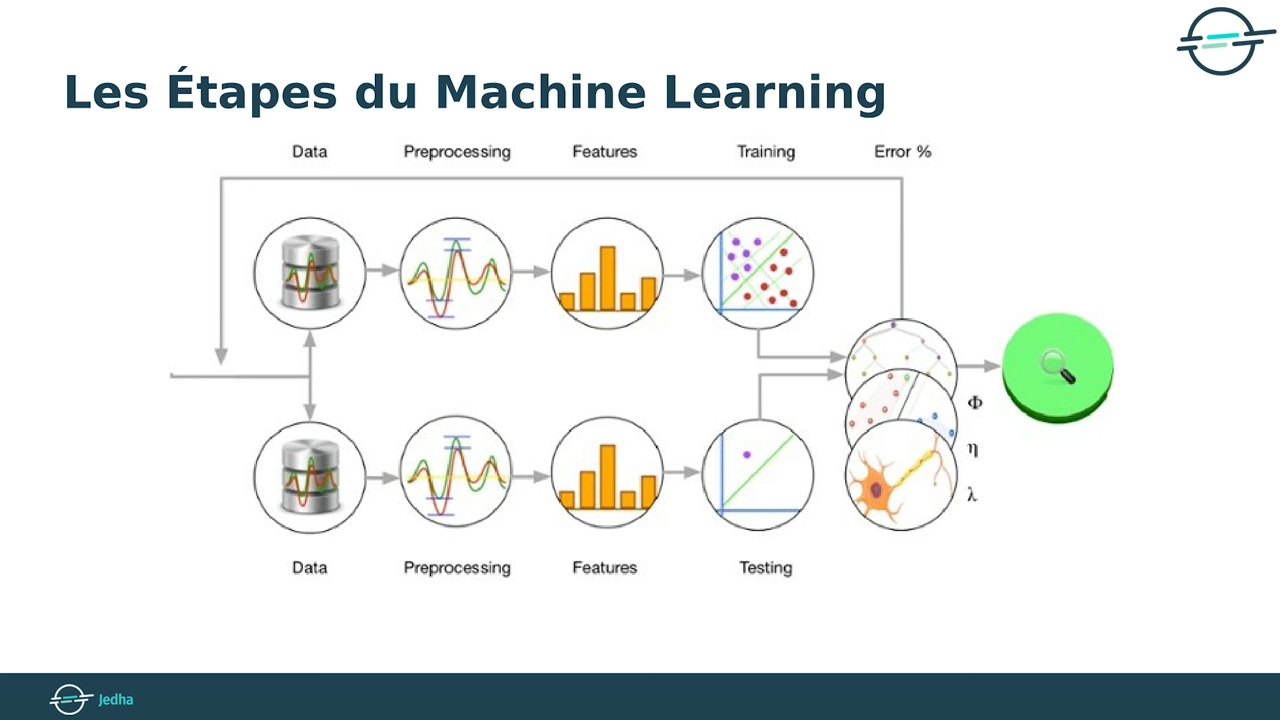 Les Étapes du Machine Learning
Data Preprocessing Features Training Error %
Φ
η
λ
Data Preprocessing Features Testing
Jedha